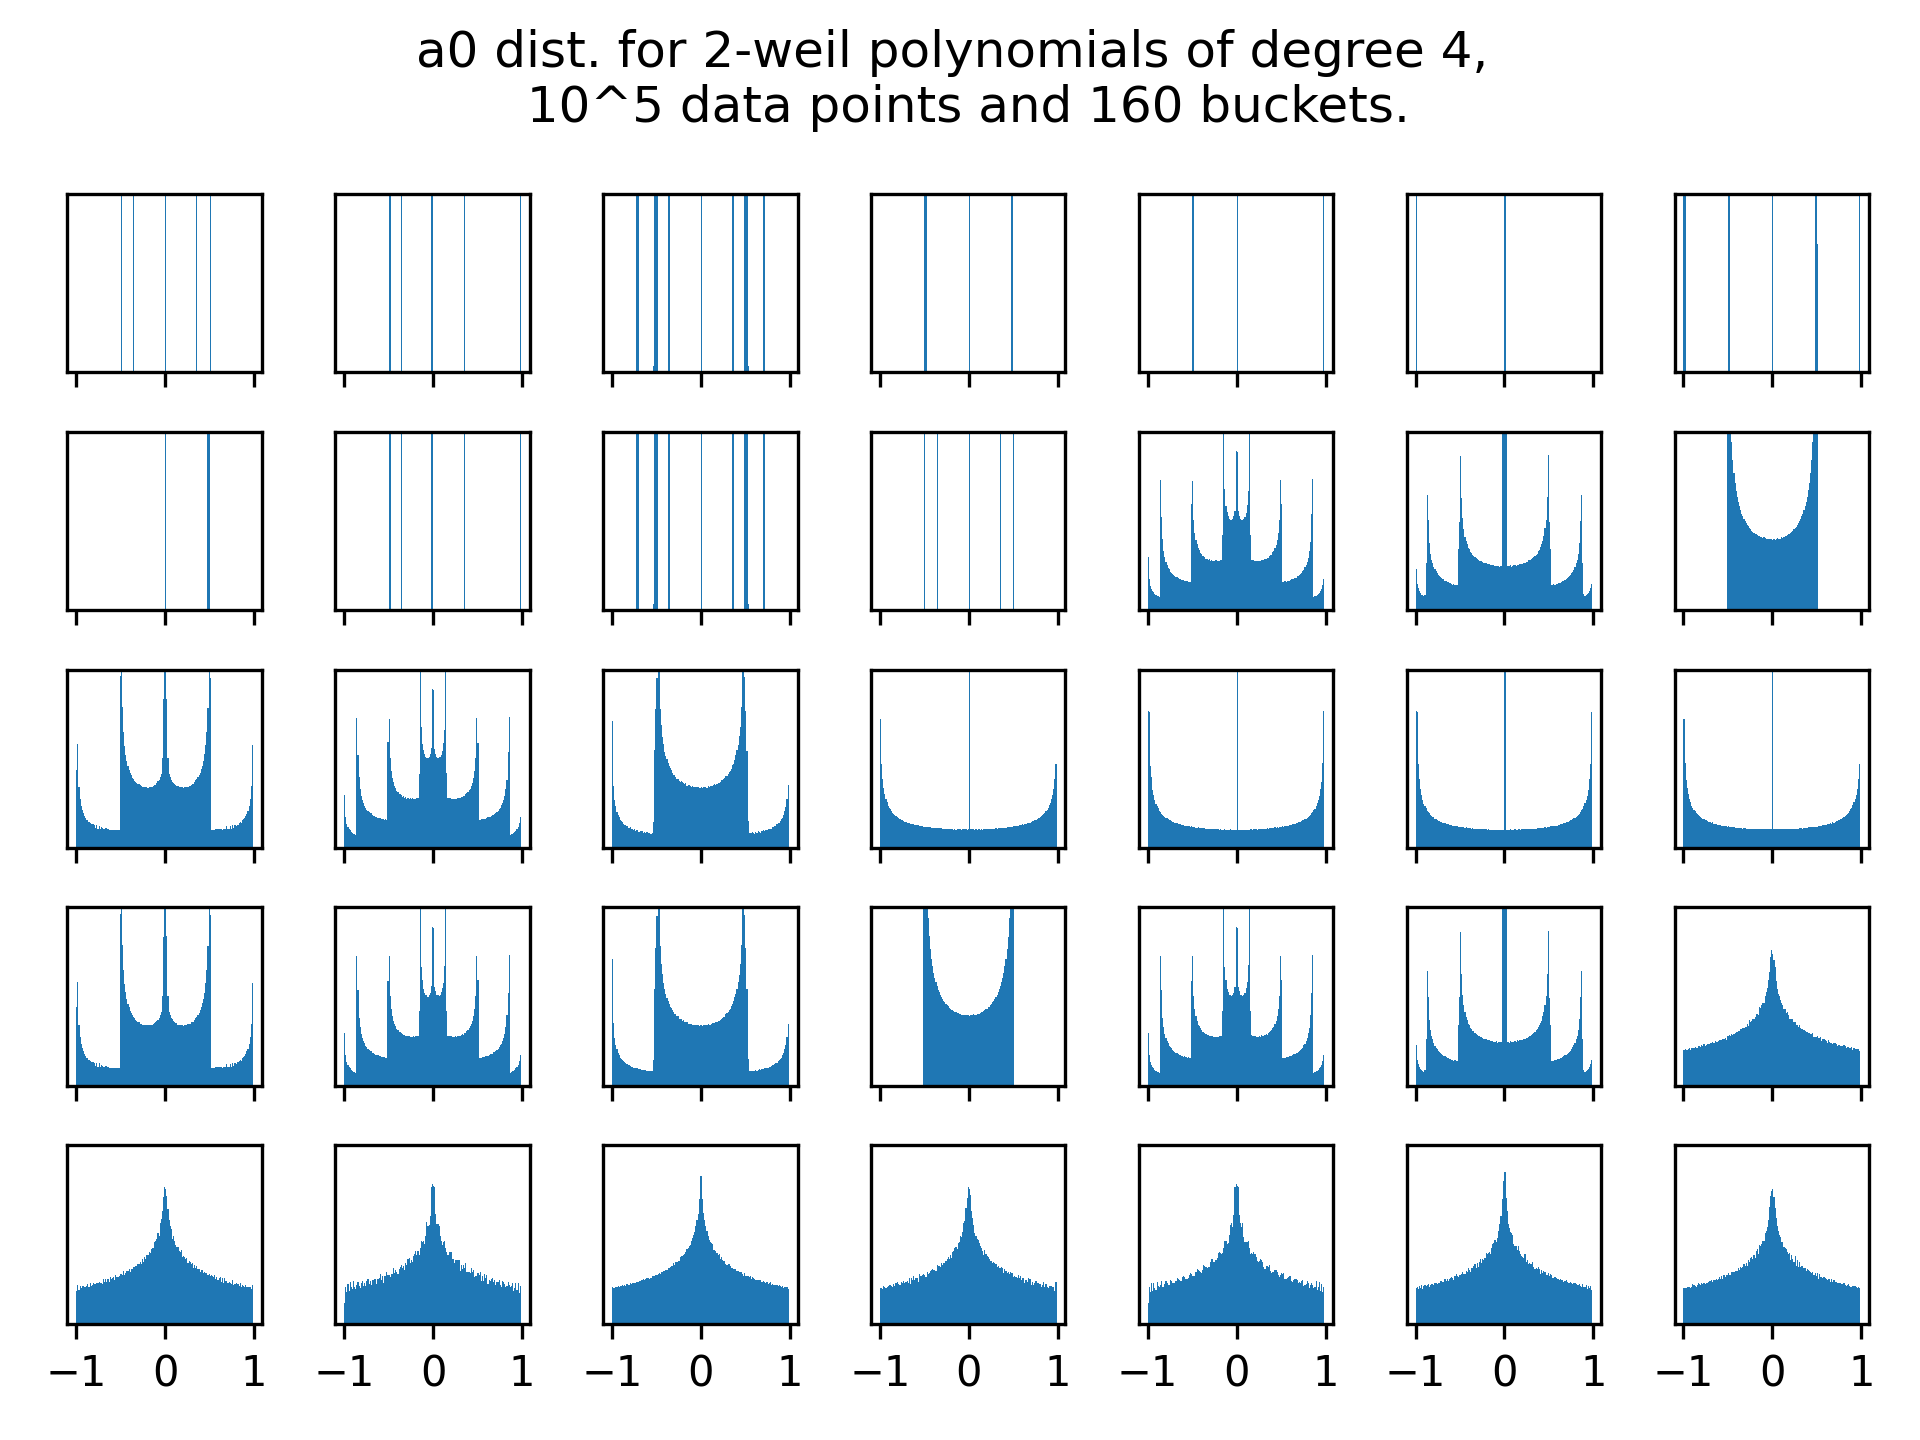 a0 dist. for 2-weil polynomials of degree 4,
10^5 data points and 160 buckets.
−1 0 1 −1 0 1 −1 0 1 −1 0 1 −1 0 1 −1 0 1 −1 0 1